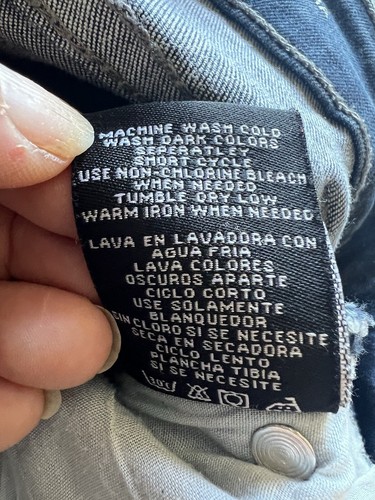 MACHINE WASH COLD
WASH DARK COLORS
SEPERATLEY
SHORT CYCLE
USE NON-CHLORINE BLEACH
WHEN NEEDED
TUMBLE DRY LOW
WARM IRON WHEN NEEDED
LAVA EN LAVADORA CON
AGUA FRIA
LAVA COLORES
OSCUROS APARTE
CICLO CORTO
USE SOLAMENTE
BLANQUEDOR
SIN CLORO SI SE NECESITE
SECA EN SECADORA
CICLO LENTO
PLANCHA TIBIA
SI SE NECESITE